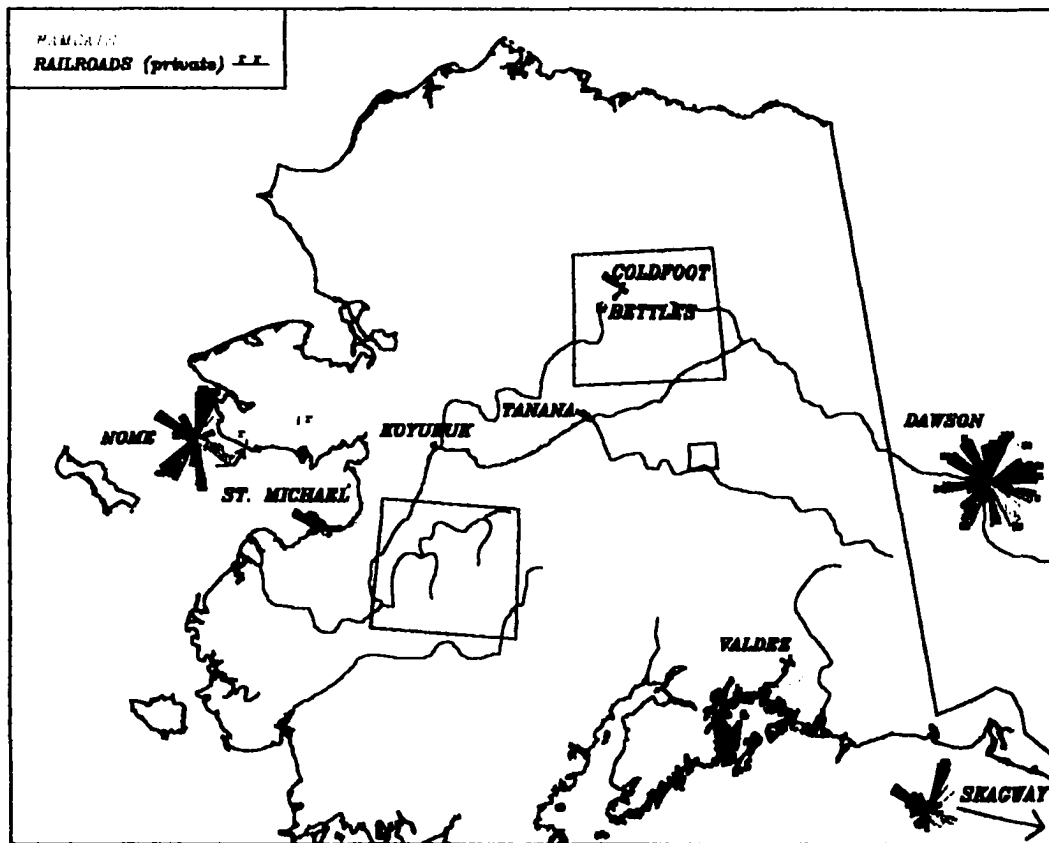 RAILROADS (private)
COLDFOOT
BETTLES
TANANA
NOME
KOYUKUK
DAWSON
ST. MICHAEL
VALDEZ
SKAGWAY